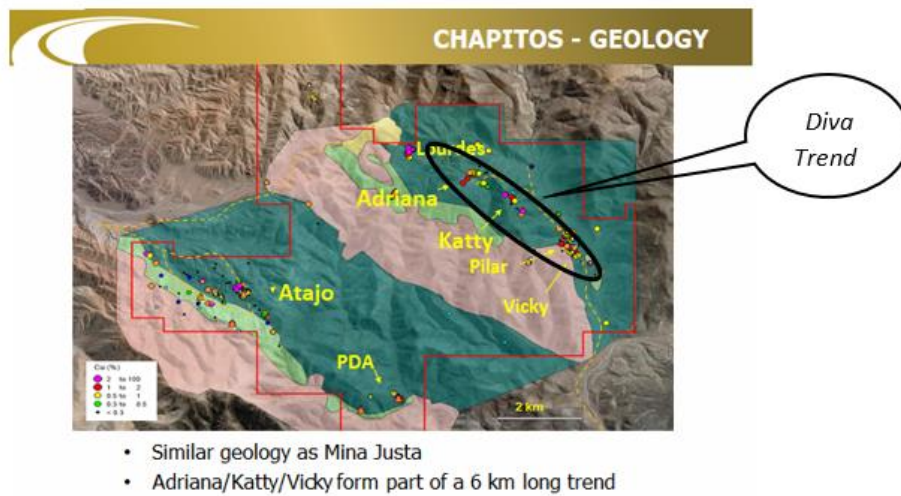 CHAPITOS - GEOLOGY
Diva
Trend
Lourdes
Adriana
Katty
Pilar
Vicky
Atajo
PDA
Cu (%)
2 to 100
1 to 2
0.5 to 1
0.3 to 0.5
< 0.3
2 km
• Similar geology as Mina Justa
• Adriana/Katty/Vicky form part of a 6 km long trend